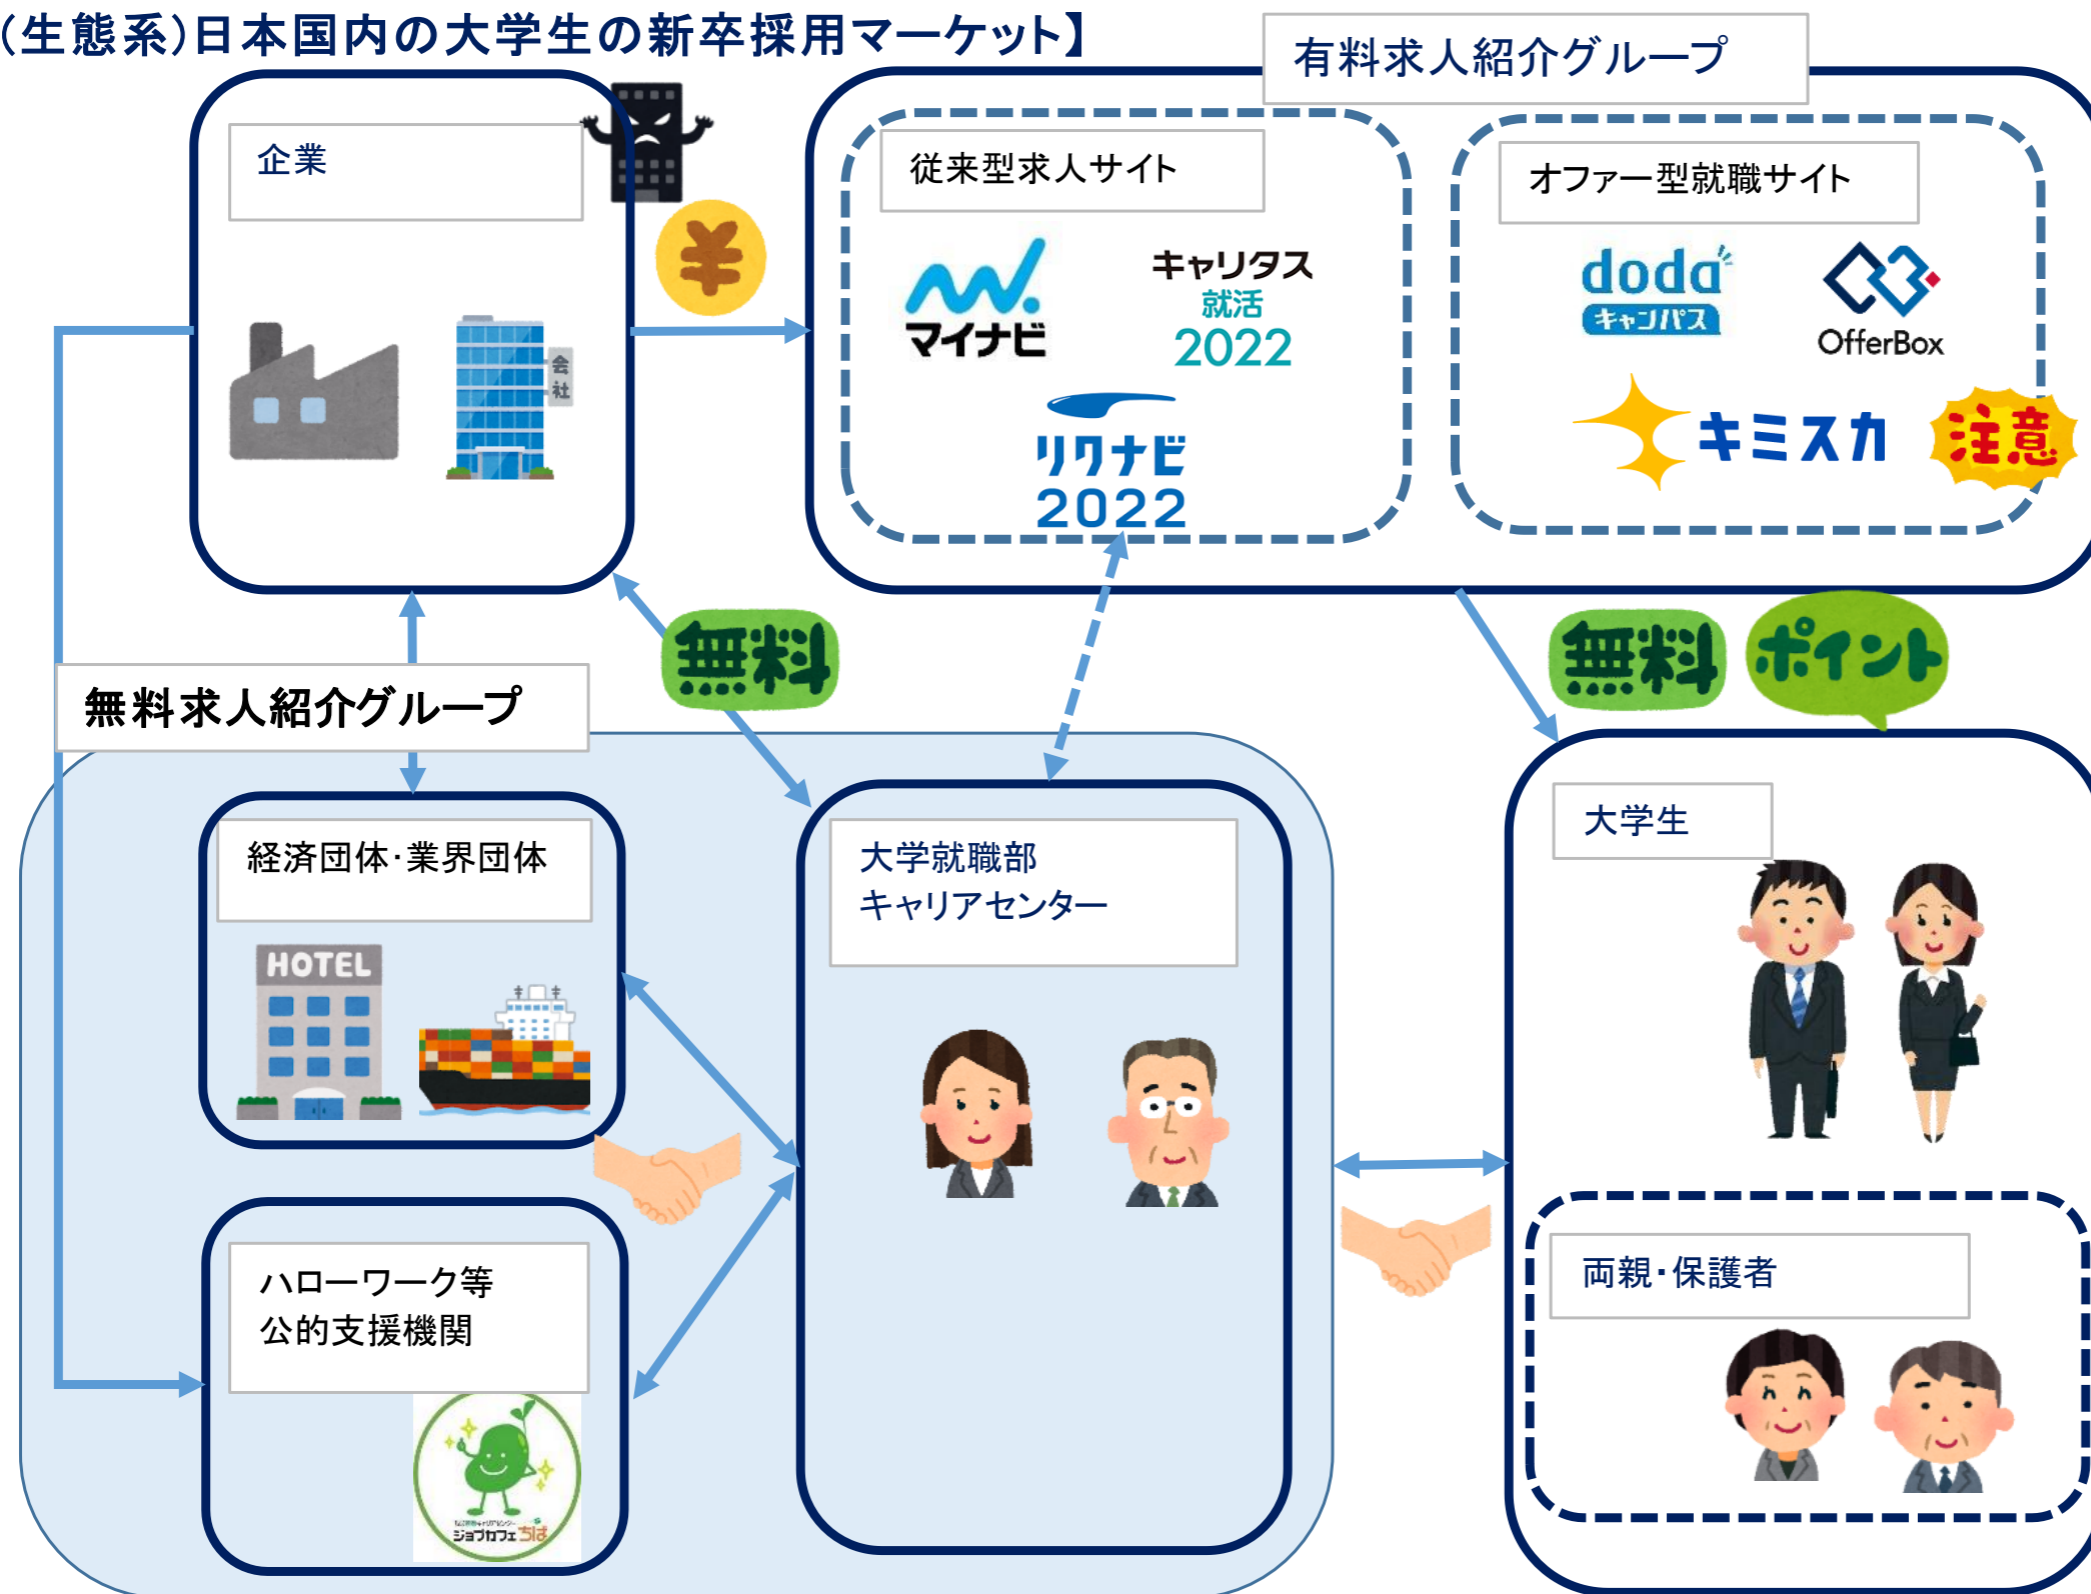 (生態系)日本国内の大学生の新卒採用マーケット】
有料求人紹介グループ
企業
¥
会社
従来型求人サイト
マイナビ
キャリタス
就活
2022
リクナビ
2022
オファー型就職サイト
doda
キャンパス
OfferBox
キミスカ
注意
無料
無料
ポイント
無料求人紹介グループ
経済団体・業界団体
HOTEL
大学就職部
キャリアセンター
大学生
ハローワーク等
公的支援機関
ジョブカフェちば
両親・保護者